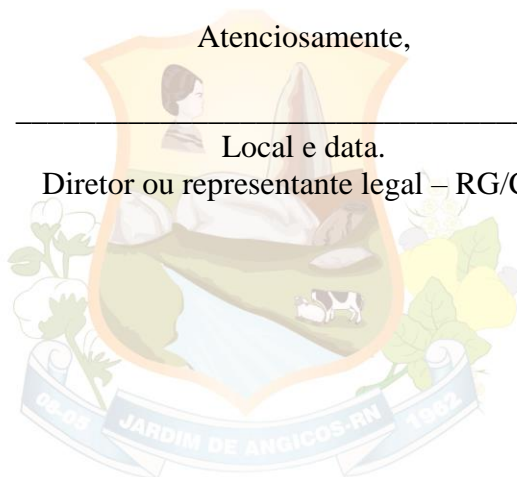 Atenciosamente,
Local e data.
Diretor ou representante legal – RG/C
08-05 JARDIM DE ANGICOS-RN 1962